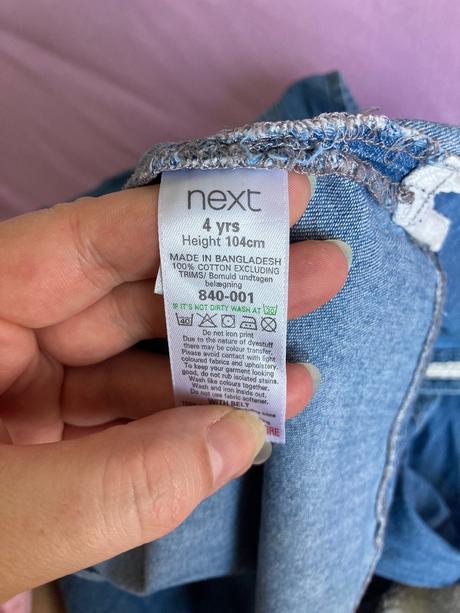 next
4 yrs
Height 104cm
MADE IN BANGLADESH
100% COTTON EXCLUDING
TRIMS/ Bomuld undtagen
belægning
840-001
IF IT'S NOT DIRTY WASH AT 30
40
Do not iron print
Due to the nature of dyestuff
there may be colour transfer.
Please avoid contact with light
coloured fabrics and upholstery.
To keep your garment looking
good, do not rub isolated stains.
Wash like colours together.
Wash and iron inside out.
Do not use fabric softener.
WITH BELT